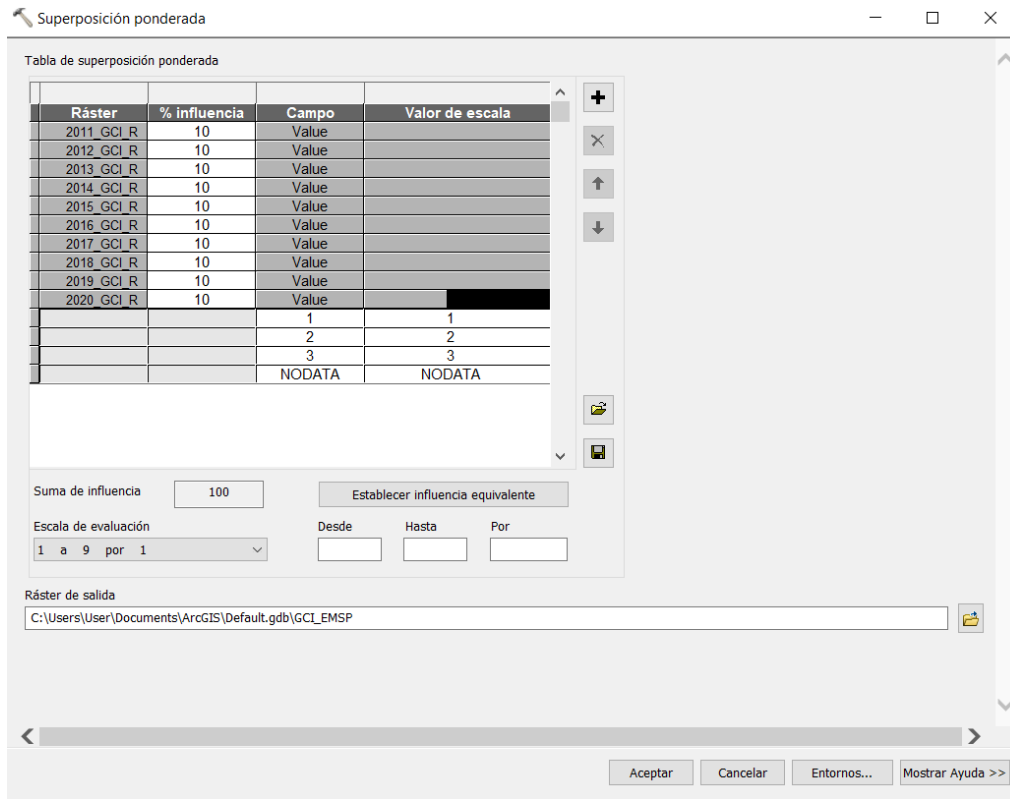 Superposición ponderada
Tabla de superposición ponderada
Ráster % influencia Campo Valor de escala
2011_GCI_R 10 Value
2012_GCI_R 10 Value
2013_GCI_R 10 Value
2014_GCI_R 10 Value
2015_GCI_R 10 Value
2016_GCI_R 10 Value
2017_GCI_R 10 Value
2018_GCI_R 10 Value
2019_GCI_R 10 Value
2020_GCI_R 10 Value
1 1
2 2
3 3
NODATA NODATA
Suma de influencia 100 Establecer influencia equivalente
Escala de evaluación Desde Hasta Por
1 a 9 por 1
Ráster de salida
C:\Users\User\Documents\ArcGIS\Default.gdb\GCI_EMSP
Aceptar Cancelar Entornos... Mostrar Ayuda >>